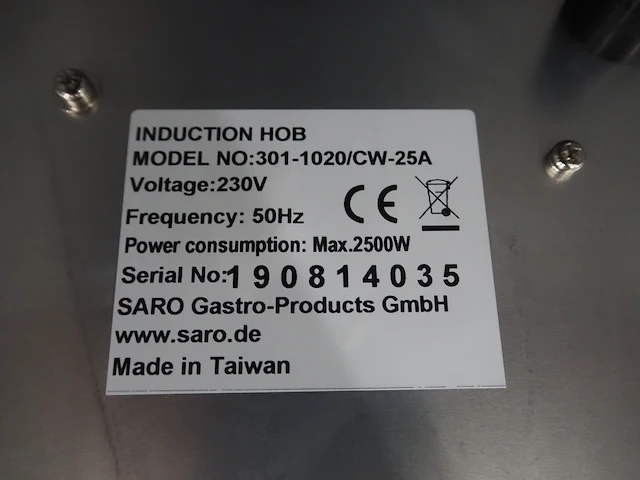 INDUCTION HOB
MODEL NO:301-1020/CW-25A
Voltage:230V
Frequency: 50Hz
CE
Power consumption: Max.2500W
Serial No:190814035
SARO Gastro-Products GmbH
www.saro.de
Made in Taiwan